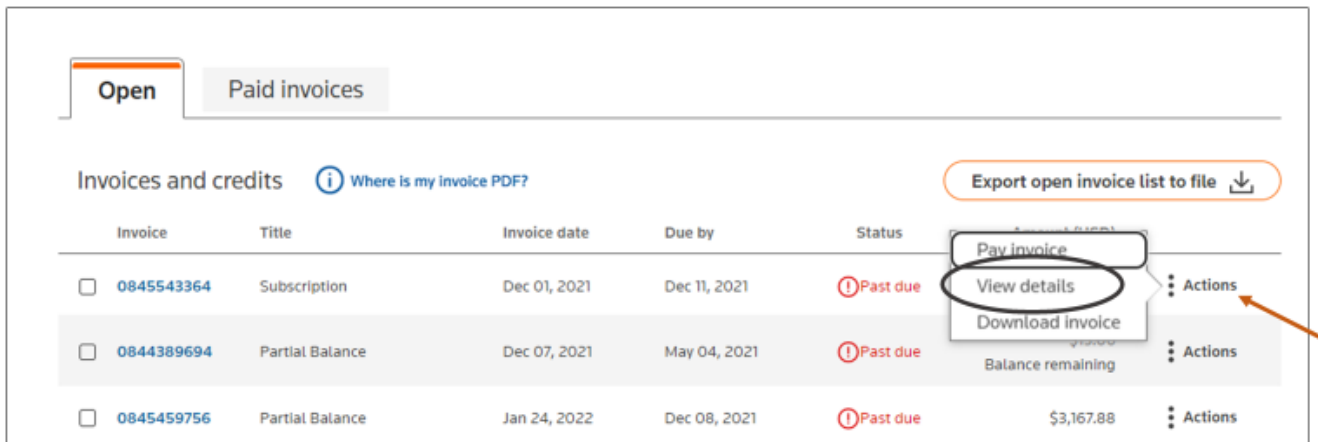 Open Paid invoices
Invoices and credits Where is my invoice PDF? Export open invoice list to file
Invoice Title Invoice date Due by Status Amount (USD)
Pay invoice
0845543364 Subscription Dec 01, 2021 Dec 11, 2021 Past due View details Actions
Download invoice
0844389694 Partial Balance Dec 07, 2021 May 04, 2021 Past due Actions
Balance remaining
0845459756 Partial Balance Jan 24, 2022 Dec 08, 2021 Past due $3,167.88 Actions